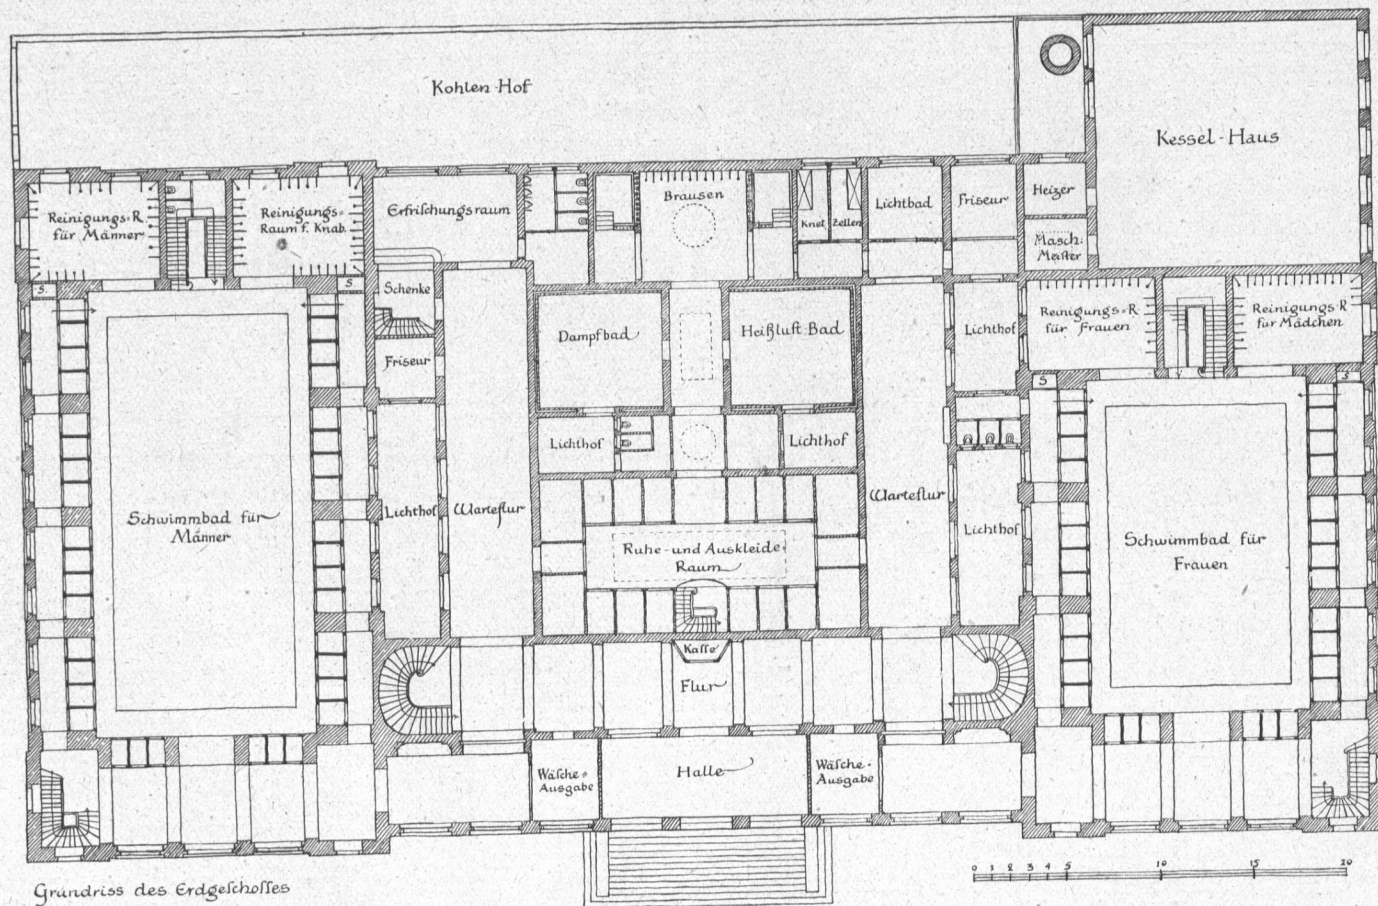 Kohlen-Hof
Kessel-Haus
Reinigungs=R.
für Männer
Reinigungs=
Raum f. Knab.
Erfrischungsraum
Brausen
Knet
Zellen
Lichtbad
Friseur
Heizer
Masch:
Meister
S.
S.
Schenke
Friseur
Dampfbad
Heißluft Bad
Lichthof
Reinigungs=R.
für Frauen
Reinigungs=R
für Mädchen
S
S
Lichthof
Lichthof
Schwimmbad für
Männer
Lichthof
Warteflur
Ruhe-und Auskleide-
Raum
Warteflur
Lichthof
Schwimmbad für
Frauen
Kasse
Flur
Wäsche=
Ausgabe
Halle
Wäsche-
Ausgabe
Grundriss des Erdgeschosses
0 1 2 3 4 5 10 15 20